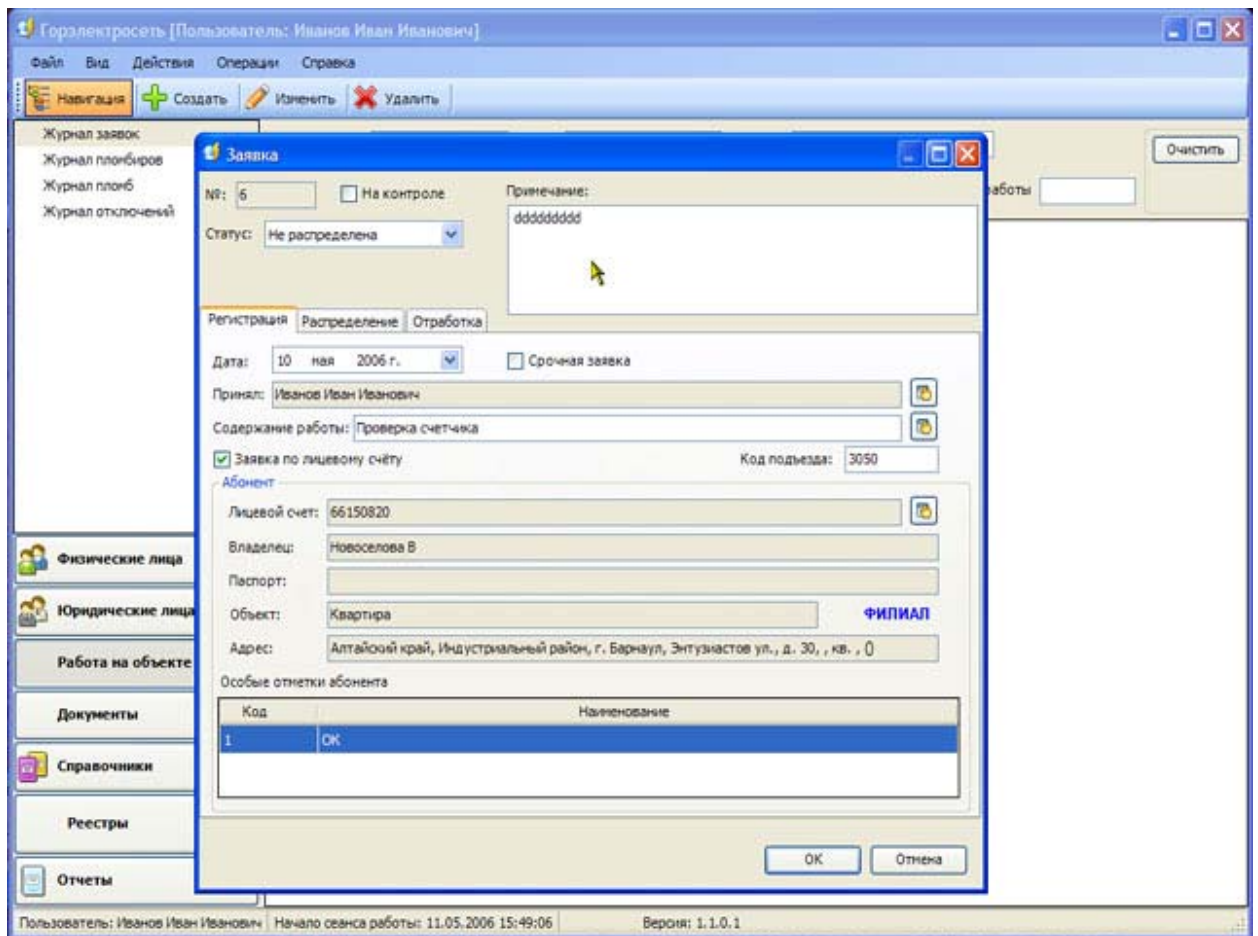 Горэлектросеть [Пользователь: Иванов Иван Иванович]
Файл Вид Действия Операции Справка
Навигация Создать Изменить Удалить
Журнал заявок
Журнал пломбиров
Журнал пломб
Журнал отключений
Очистить
работы
Заявка
№: 6 На контроле Примечание:
ddddddddd
Статус: Не распределена
Регистрация Распределение Отработка
Дата: 10 мая 2006 г. Срочная заявка
Принял: Иванов Иван Иванович
Содержание работы: Проверка счетчика
Заявка по лицевому счёту Код подъезда: 3050
Абонент
Лицевой счет: 66150820
Владелец: Новоселова В
Паспорт:
Объект: Квартира ФИЛИАЛ
Адрес: Алтайский край, Индустриальный район, г. Барнаул, Энтузиастов ул., д. 30, , кв. , ()
Особые отметки абонента
Код Наименование
1 ОК
OK Отмена
Физические лица
Юридические лица
Работа на объекте
Документы
Справочники
Реестры
Отчеты
Пользователь: Иванов Иван Иванович Начало сеанса работы: 11.05.2006 15:49:06 Версия: 1.1.0.1